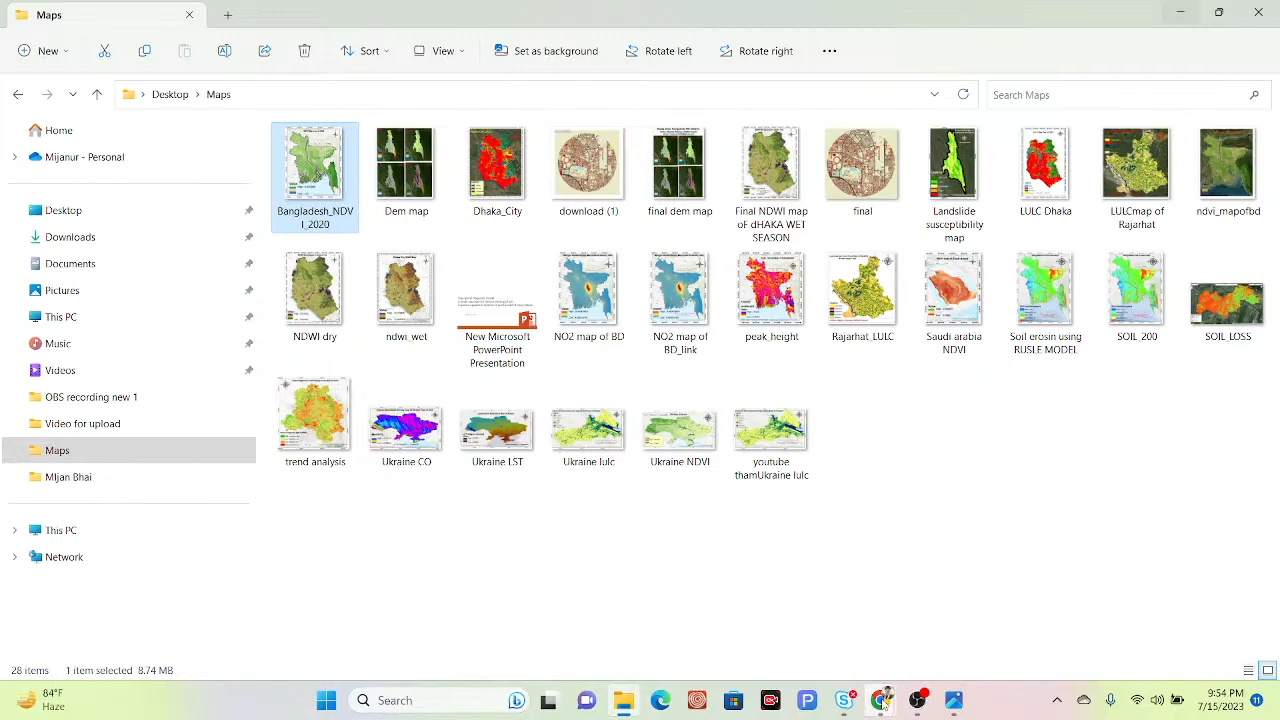 Maps
New
Sort
View
Set as background
Rotate left
Rotate right
Desktop
Maps
Search Maps
Home
Mijanur - Personal
Desktop
Downloads
Documents
Pictures
This PC
Music
Videos
OBS recording new 1
Video for upload
Maps
MIjan Bhai
This PC
Network
Bangladesh_NDV
I_2020
Dem map
Dhaka_City
download (1)
final dem map
Final NDWI map
of dHAKA WET
SEASON
final
Landslide
susceptibility
map
LULC Dhaka
LULCmap of
Rajarhat
ndvi_mapofbd
NDWI dry
ndwi_wet
New Microsoft
PowerPoint
Presentation
NO2 map of BD
NO2 map of
BD_link
peak_height
Rajarhat_LULC
Saudi arabia
NDVI
Soil erosin using
RUSLE MODEL
SOIL_200
SOIL_LOSS
trend analysis
Ukraine CO
Ukraine LST
Ukraine lulc
Ukraine NDVI
youtube
thamUkraine lulc
28 items
1 item selected 8.74 MB
84°F
Haze
Search
9:54 PM
7/15/2023
11